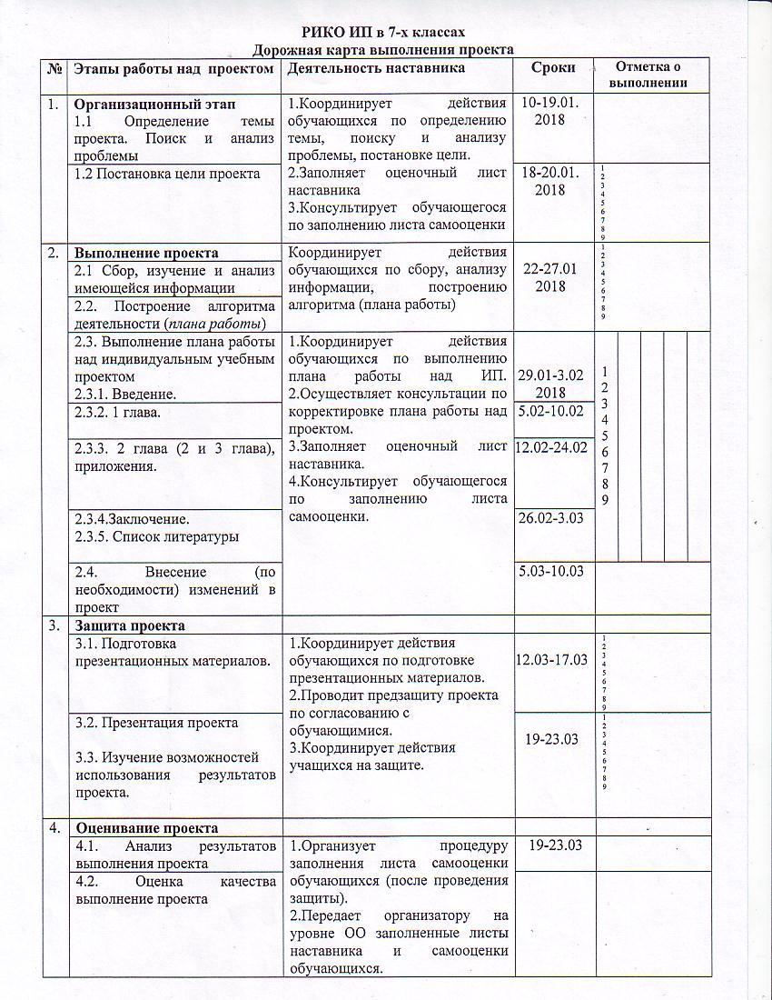 РИКО ИП в 7-х классах
Дорожная карта выполнения проекта
№
Этапы работы над проектом
Деятельность наставника
Сроки
Отметка о
выполнении
1.
Организационный этап
1.1 Определение темы
проекта. Поиск и анализ
проблемы
1.Координирует действия
обучающихся по определению
темы, поиску и анализу
проблемы, постановке цели.
10-19.01.
2018
1.2 Постановка цели проекта
2.Заполняет оценочный лист
наставника
3.Консультирует обучающегося
по заполнению листа самооценки
18-20.01.
2018
1
2
3
4
5
6
7
8
9
2.
Выполнение проекта
2.1 Сбор, изучение и анализ
имеющейся информации
2.2. Построение алгоритма
деятельности (плана работы)
Координирует действия
обучающихся по сбору, анализу
информации, построению
алгоритма (плана работы)
22-27.01
2018
1
2
3
4
5
6
7
8
9
2.3. Выполнение плана работы
над индивидуальным учебным
проектом
2.3.1. Введение.
2.3.2. 1 глава.
2.3.3. 2 глава (2 и 3 глава),
приложения.
2.3.4.Заключение.
2.3.5. Список литературы
2.4. Внесение (по
необходимости) изменений в
проект
1.Координирует действия
обучающихся по выполнению
плана работы над ИП.
2.Осуществляет консультации по
корректировке плана работы над
проектом.
3.Заполняет оценочный лист
наставника.
4.Консультирует обучающегося
по заполнению листа
самооценки.
29.01-3.02
2018
5.02-10.02
12.02-24.02
26.02-3.03
5.03-10.03
1
2
3
4
5
6
7
8
9
3.
Защита проекта
3.1. Подготовка
презентационных материалов.
3.2. Презентация проекта
3.3. Изучение возможностей
использования результатов
проекта.
1.Координирует действия
обучающихся по подготовке
презентационных материалов.
2.Проводит предзащиту проекта
по согласованию с
обучающимися.
3.Координирует действия
учащихся на защите.
12.03-17.03
1
2
3
4
5
6
7
8
9
19-23.03
1
2
3
4
5
6
7
8
9
4.
Оценивание проекта
4.1. Анализ результатов
выполнения проекта
4.2. Оценка качества
выполнение проекта
1.Организует процедуру
заполнения листа самооценки
обучающихся (после проведения
защиты).
2.Передает организатору на
уровне ОО заполненные листы
наставника и самооценки
обучающихся.
19-23.03